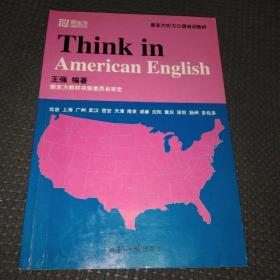 新东方
新东方听力口语培训教材
Think in
American English
王强 编著
新东方教材决策委员会审定
北京 上海 广州 武汉 西安 天津 南京 成都 沈阳 重庆 深圳 扬州 多伦多